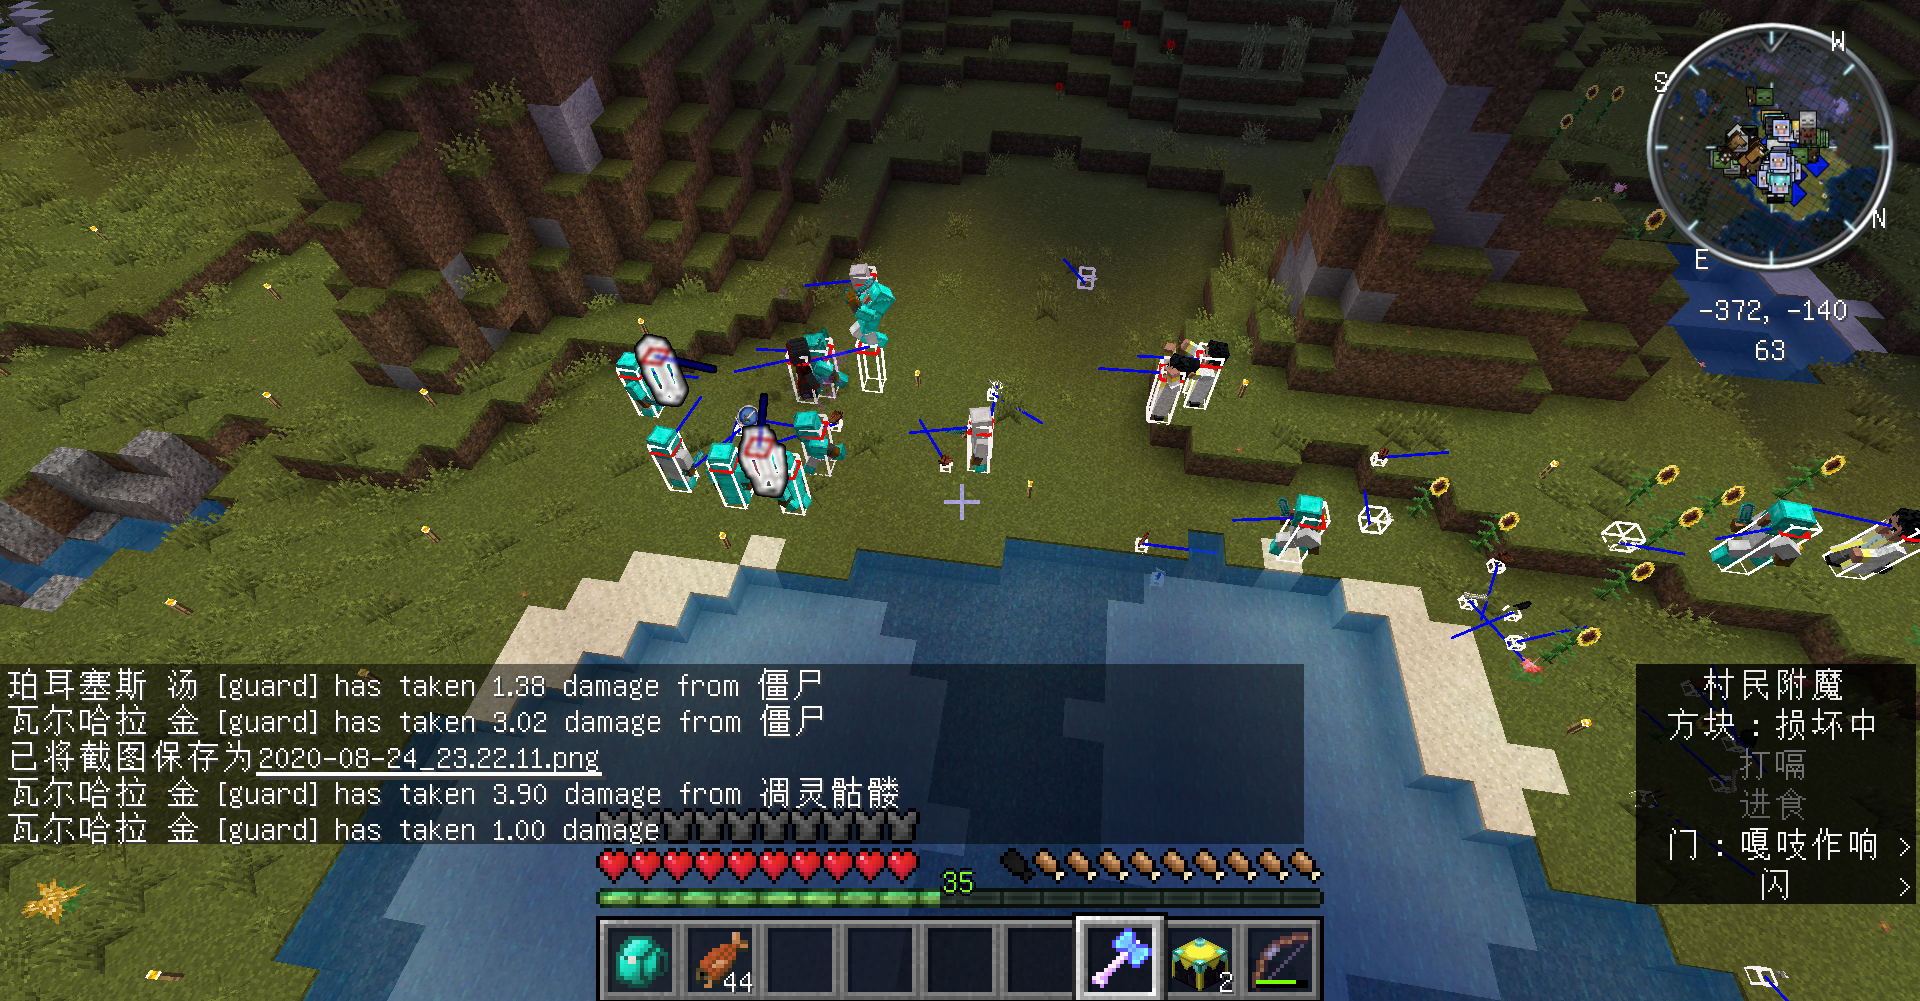 W
S
N
E
-372, -140
63
珀耳塞斯 汤 [guard] has taken 1.38 damage from 僵尸
瓦尔哈拉 金 [guard] has taken 3.02 damage from 僵尸
已将截图保存为2020-08-24_23.22.11.png
瓦尔哈拉 金 [guard] has taken 3.90 damage from 凋灵骷髅
瓦尔哈拉 金 [guard] has taken 1.00 damage
村民附魔
方块：损坏中
打嗝
进食
门：嘎吱作响 >
闪 >
35
44
2